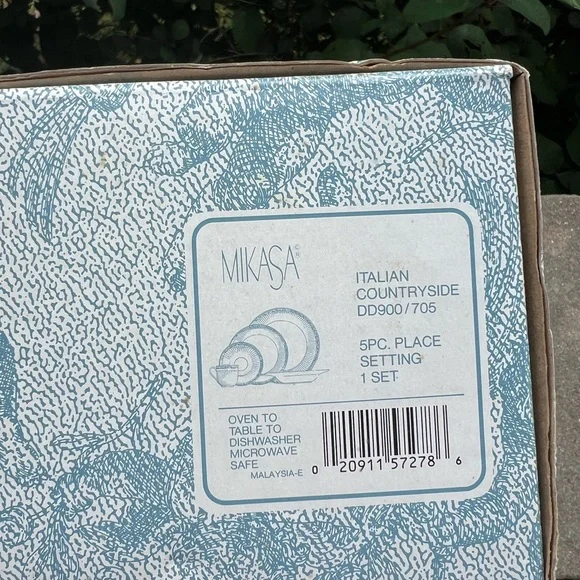 MIKASA
ITALIAN
COUNTRYSIDE
DD900/705
5PC. PLACE
SETTING
1 SET
OVEN TO
TABLE TO
DISHWASHER
MICROWAVE
SAFE
MALAYSIA-E
0 20911 57278 6